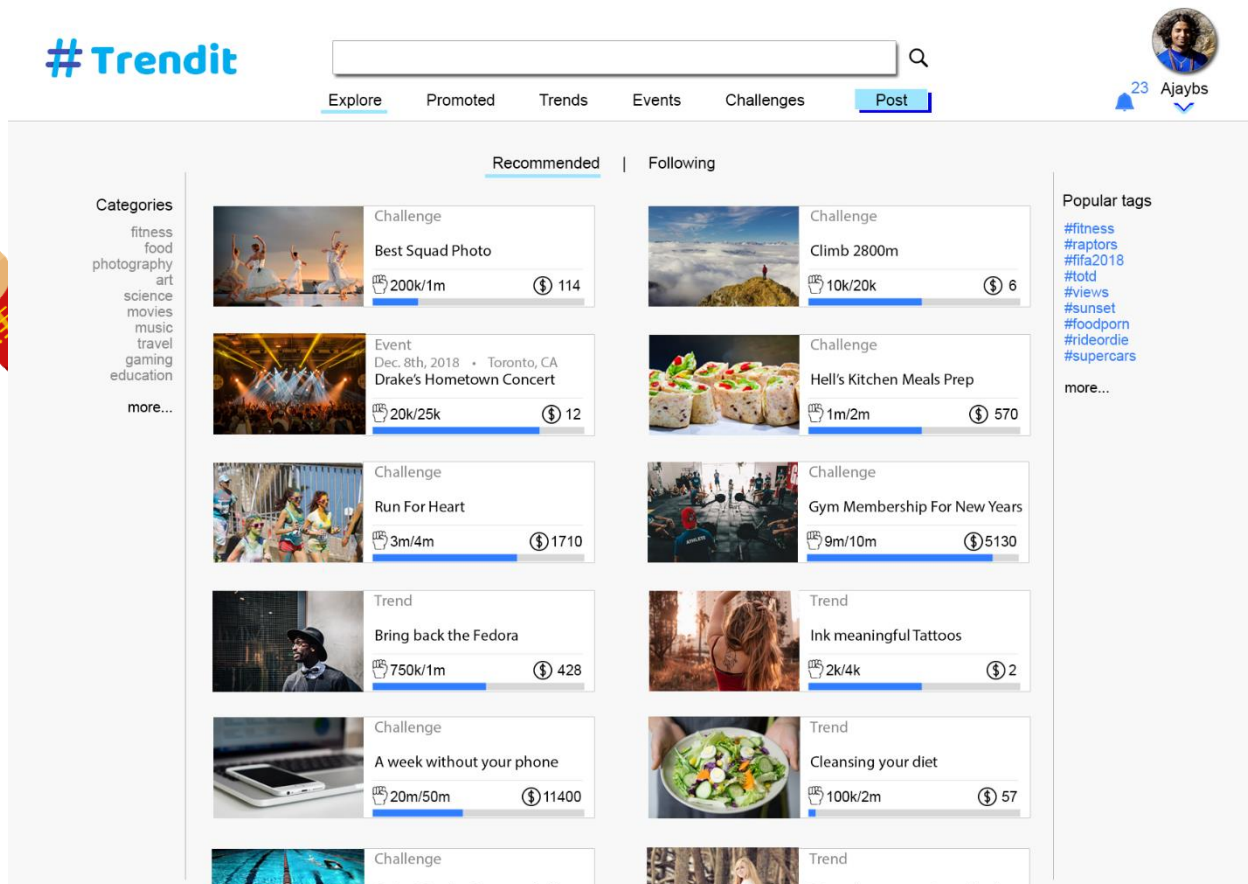 # Trendit
Explore Promoted Trends Events Challenges Post
23 Ajaybs
Recommended | Following
Categories
fitness
food
photography
art
science
movies
music
travel
gaming
education
more...
Challenge
Best Squad Photo
200k/1m $ 114
Challenge
Climb 2800m
10k/20k $ 6
Event
Dec. 8th, 2018 • Toronto, CA
Drake's Hometown Concert
20k/25k $ 12
Challenge
Hell's Kitchen Meals Prep
1m/2m $ 570
Challenge
Run For Heart
3m/4m $ 1710
Challenge
Gym Membership For New Years
9m/10m $ 5130
Trend
Bring back the Fedora
750k/1m $ 428
Trend
Ink meaningful Tattoos
2k/4k $ 2
Challenge
A week without your phone
20m/50m $ 11400
Trend
Cleansing your diet
100k/2m $ 57
Challenge
Trend
Popular tags
#fitness
#raptors
#fifa2018
#totd
#views
#sunset
#foodporn
#rideordie
#supercars
more...